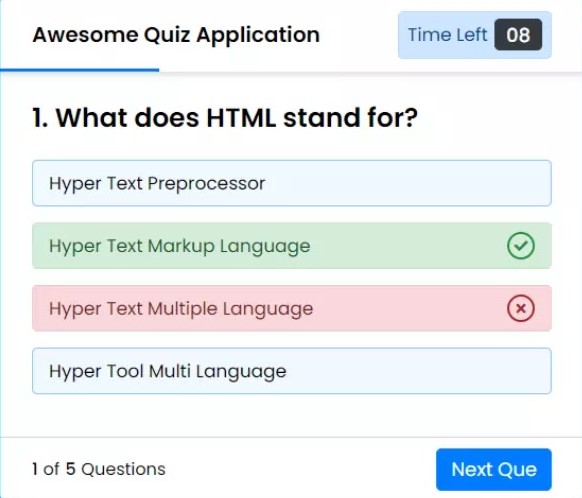 Awesome Quiz Application
Time Left 08
1. What does HTML stand for?
Hyper Text Preprocessor
Hyper Text Markup Language
Hyper Text Multiple Language
Hyper Tool Multi Language
1 of 5 Questions
Next Que